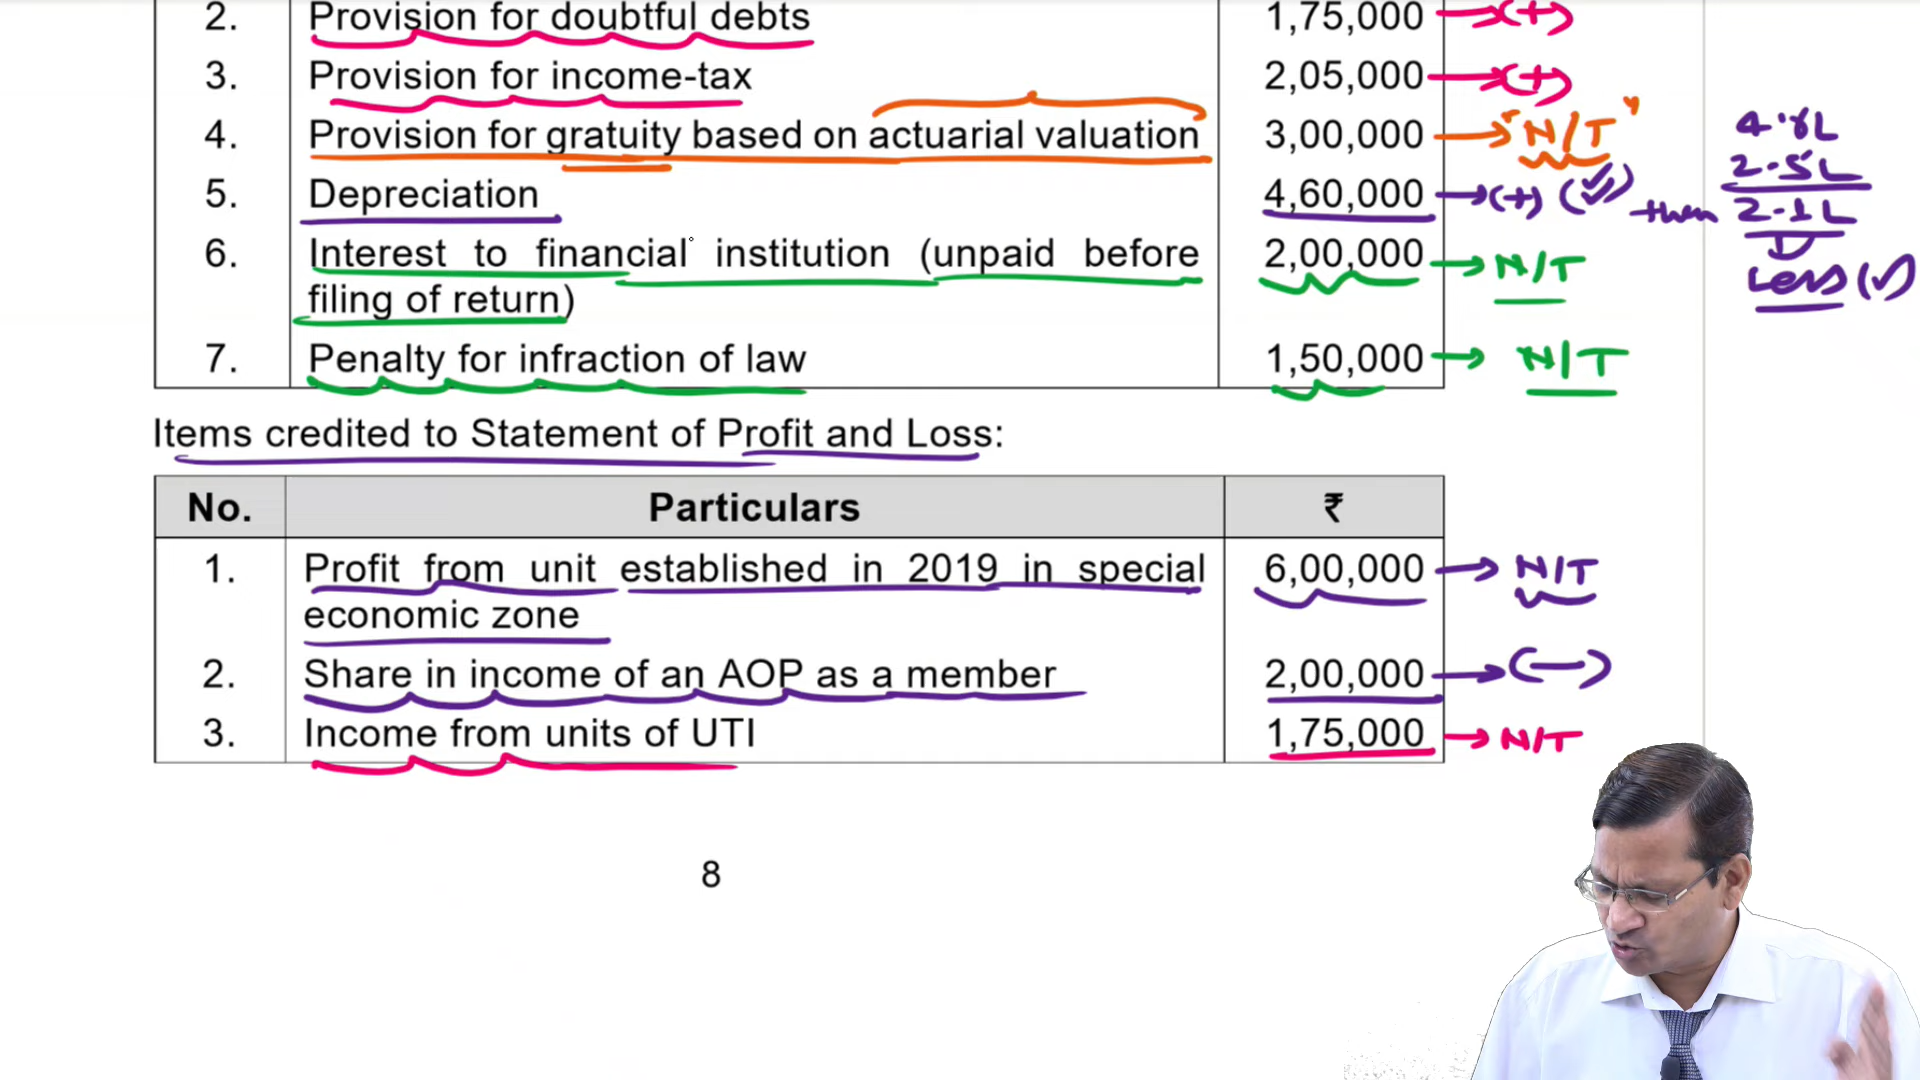 2. Provision for doubtful debts 1,75,000 → (+)
3. Provision for income-tax 2,05,000 → (+)
4. Provision for gratuity based on actuarial valuation 3,00,000 → "N/T"
5. Depreciation 4,60,000 → (+) (✓) then
6. Interest to financial institution (unpaid before 2,00,000 → N/T
filing of return)
7. Penalty for infraction of law 1,50,000 → N/T
2.5L
2.1L
D
Less (✓)
Items credited to Statement of Profit and Loss:
No. Particulars ₹
1. Profit from unit established in 2019 in special 6,00,000 → N/T
economic zone
2. Share in income of an AOP as a member 2,00,000 → (—)
3. Income from units of UTI 1,75,000 → N/T
8